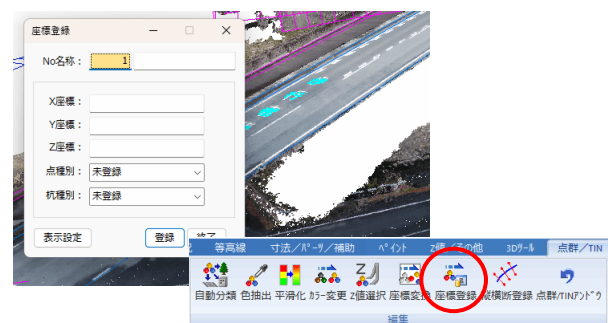 座標登録
No名称： 1
X座標：
Y座標：
Z座標：
点種別： 未登録
杭種別： 未登録
表示設定 登録 終了
等高線 寸法／ﾊﾟｰﾂ／補助 ﾍﾟｲﾝﾄ z値／その他 3Dﾂｰﾙ 点群／TIN
自動分類 色抽出 平滑化 ｶﾗｰ変更 z値選択 座標変換 座標登録 縦横断登録 点群/TINｱﾝﾄﾞｩ
編集